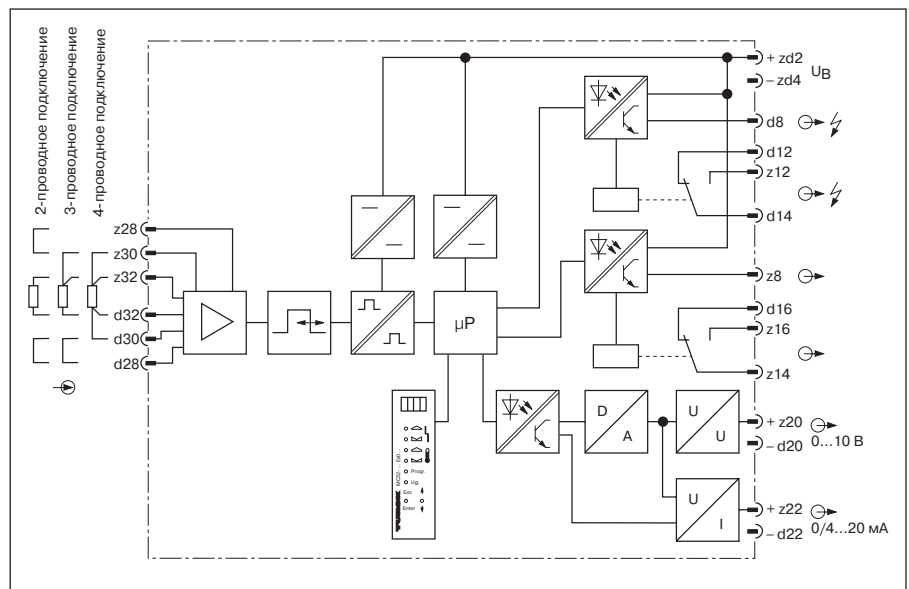 2-проводное подключение
3-проводное подключение
4-проводное подключение
z28
z30
z32
d32
d30
d28
µP
+ zd2
– zd4
UB
d8
d12
z12
d14
z8
d16
z16
z14
D
A
U
U
U
I
+ z20
– d20
0...10 В
+ z22
– d22
0/4...20 мА
Progr.
Esc
Enter
TURCK